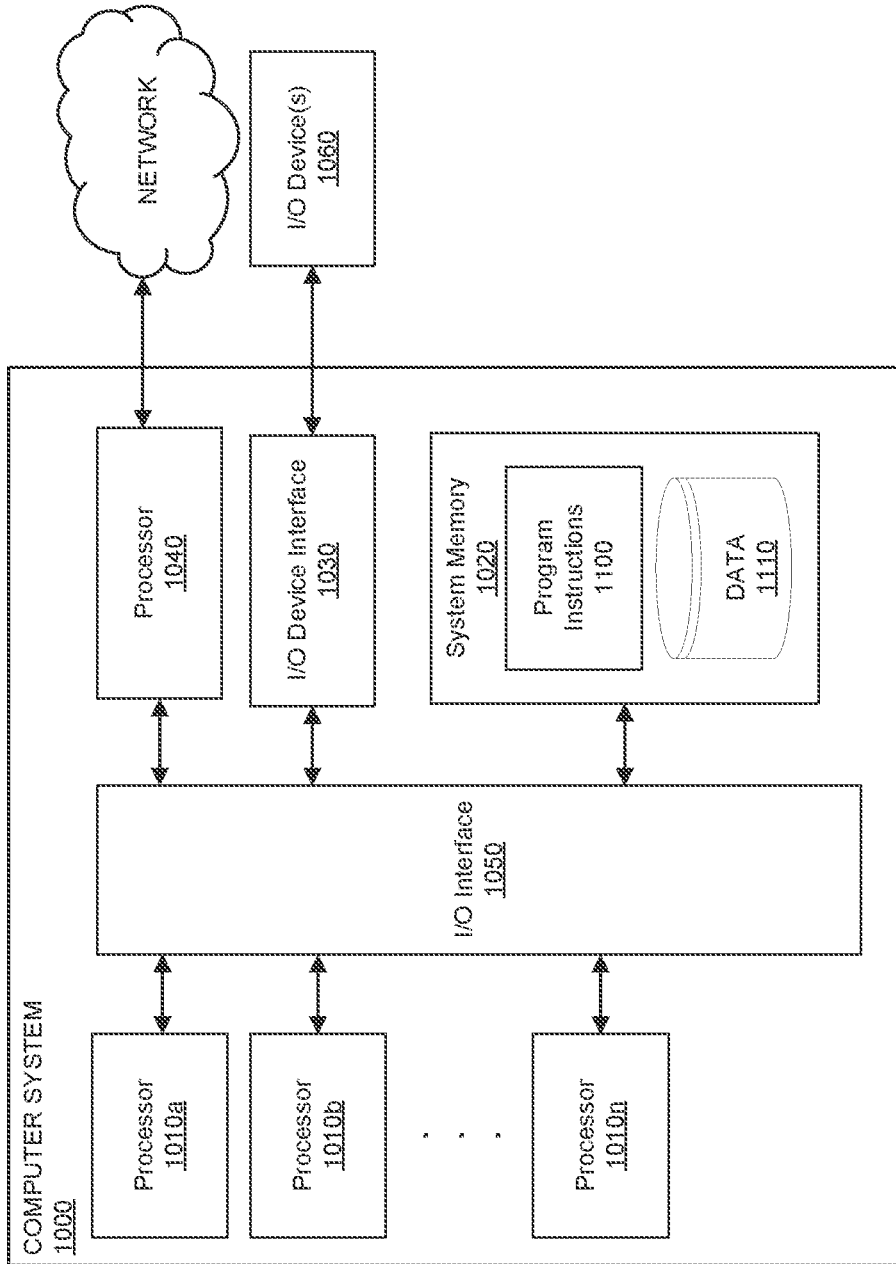 COMPUTER SYSTEM
1000
Processor
1010a
Processor
1010b
. . .
Processor
1010n
I/O Interface
1050
Processor
1040
I/O Device Interface
1030
System Memory
1020
Program
Instructions
1100
DATA
1110
NETWORK
I/O Device(s)
1060